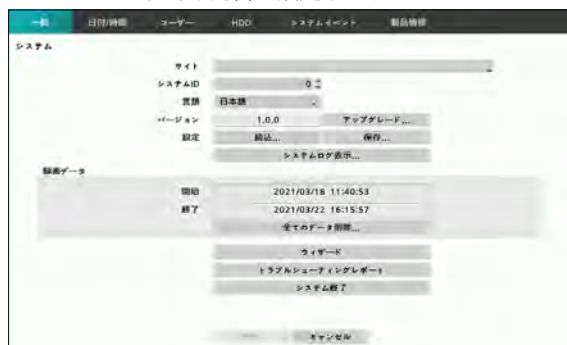 一般 日付/時間 ユーザー HDD システムイベント 製品情報
システム
サイト
システムID 0
言語 日本語
バージョン 1.0.0 アップグレード...
設定 読込... 保存...
システムログ表示...
録画データ
開始 2021/03/18 11:40:53
終了 2021/03/22 16:15:57
全てのデータ削除...
ウィザード
トラブルシューティングレポート
システム終了
キャンセル